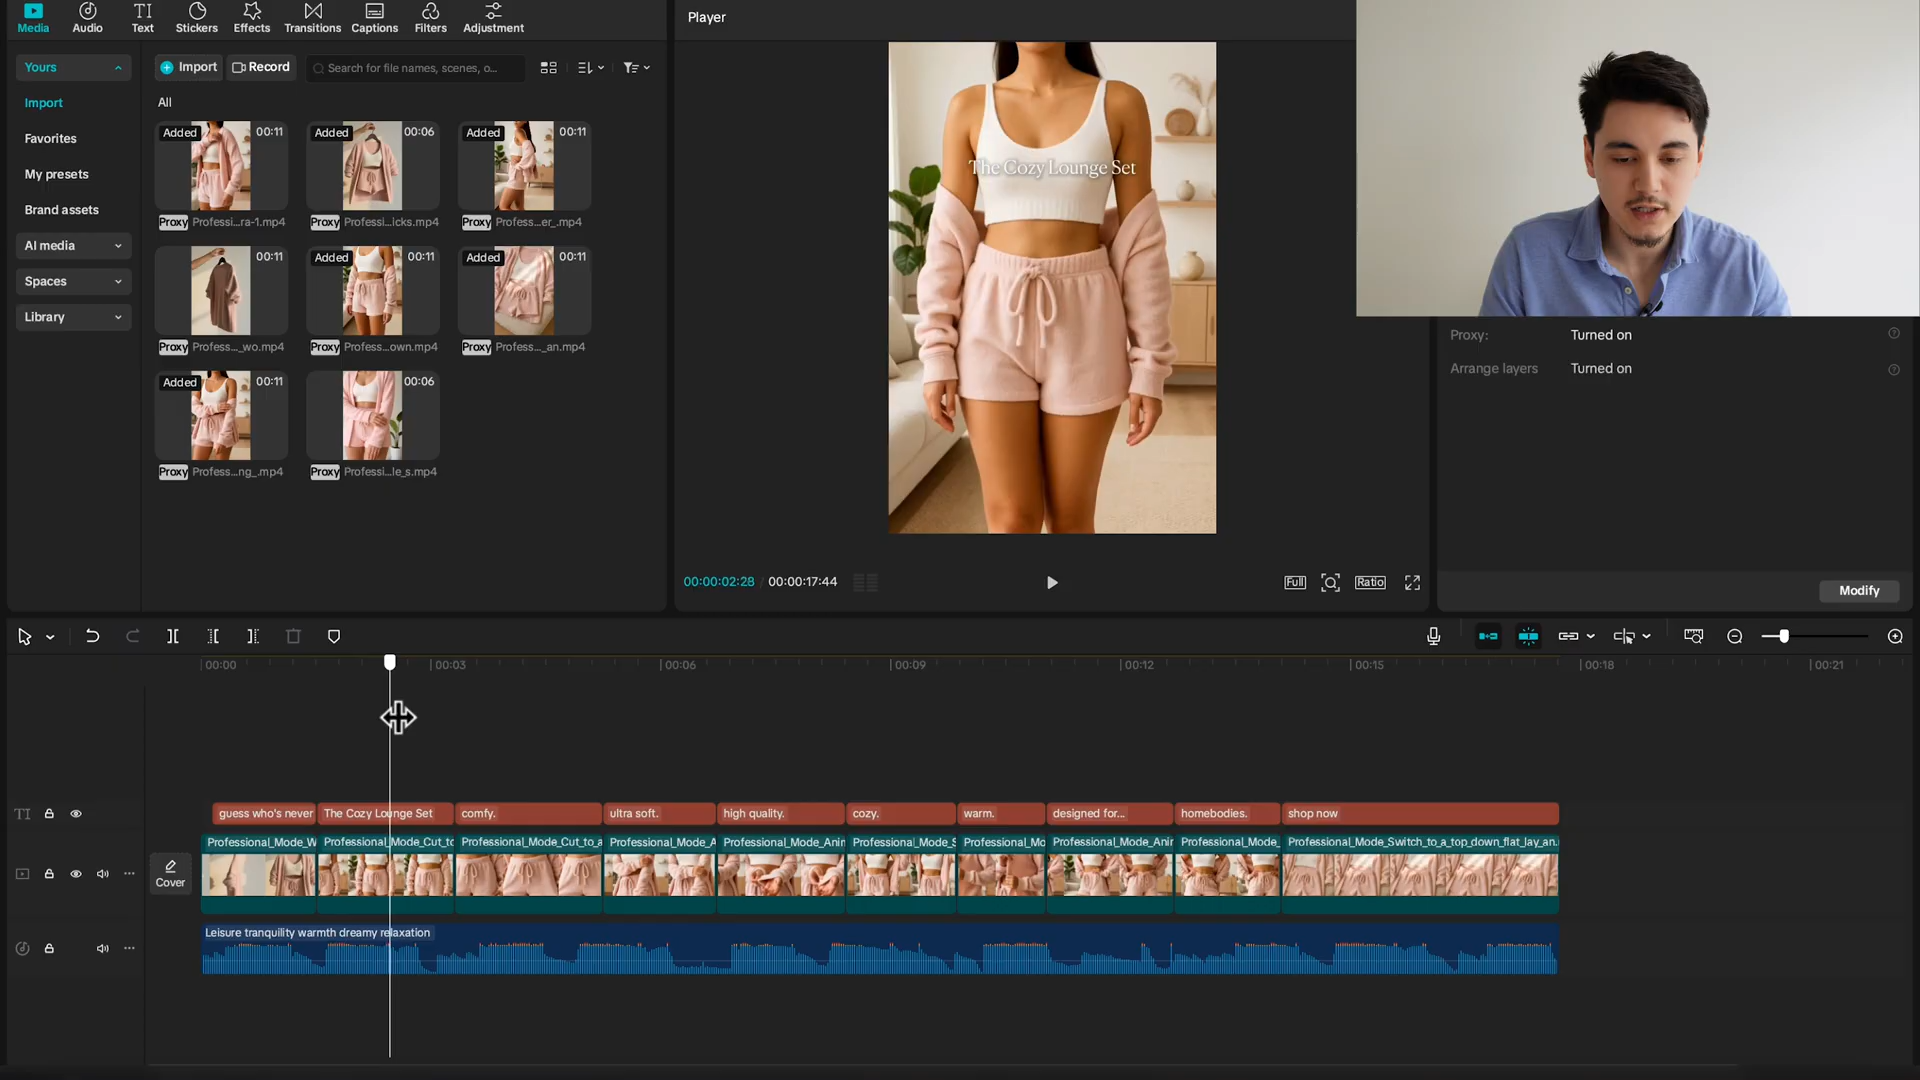 Media
Audio
Text
Stickers
Effects
Transitions
Captions
Filters
Adjustment
Player
Yours
Import
Favorites
My presets
Brand assets
AI media
Spaces
Library
Import
Record
Search for file names, scenes, o...
All
Added 00:11
Added 00:06
Added 00:11
Proxy Professi...ra-1.mp4
Proxy Professi...icks.mp4
Proxy Profess...er_.mp4
00:11
Added 00:11
Added 00:11
Proxy Profess..._wo.mp4
Proxy Profess...own.mp4
Proxy Profess..._an.mp4
Added 00:11
00:06
Proxy Profess...ng_.mp4
Proxy Professi...le_s.mp4
The Cozy Lounge Set
00:00:02:28 / 00:00:17:44
Full
Ratio
Proxy: Turned on
Arrange layers Turned on
Modify
00:00
00:03
00:06
00:09
00:12
00:15
00:18
00:21
TI
guess who's never
The Cozy Lounge Set
comfy.
ultra soft.
high quality.
cozy.
warm.
designed for...
homebodies.
shop now
Cover
Professional_Mode_W
Professional_Mode_Cut_to
Professional_Mode_Cut_to_a
Professional_Mode_A
Professional_Mode_Anin
Professional_Mode_S
Professional_Mo
Professional_Mode_Anin
Professional_Mode_
Professional_Mode_Switch_to_a_top_down_flat_lay_an.
Leisure tranquility warmth dreamy relaxation